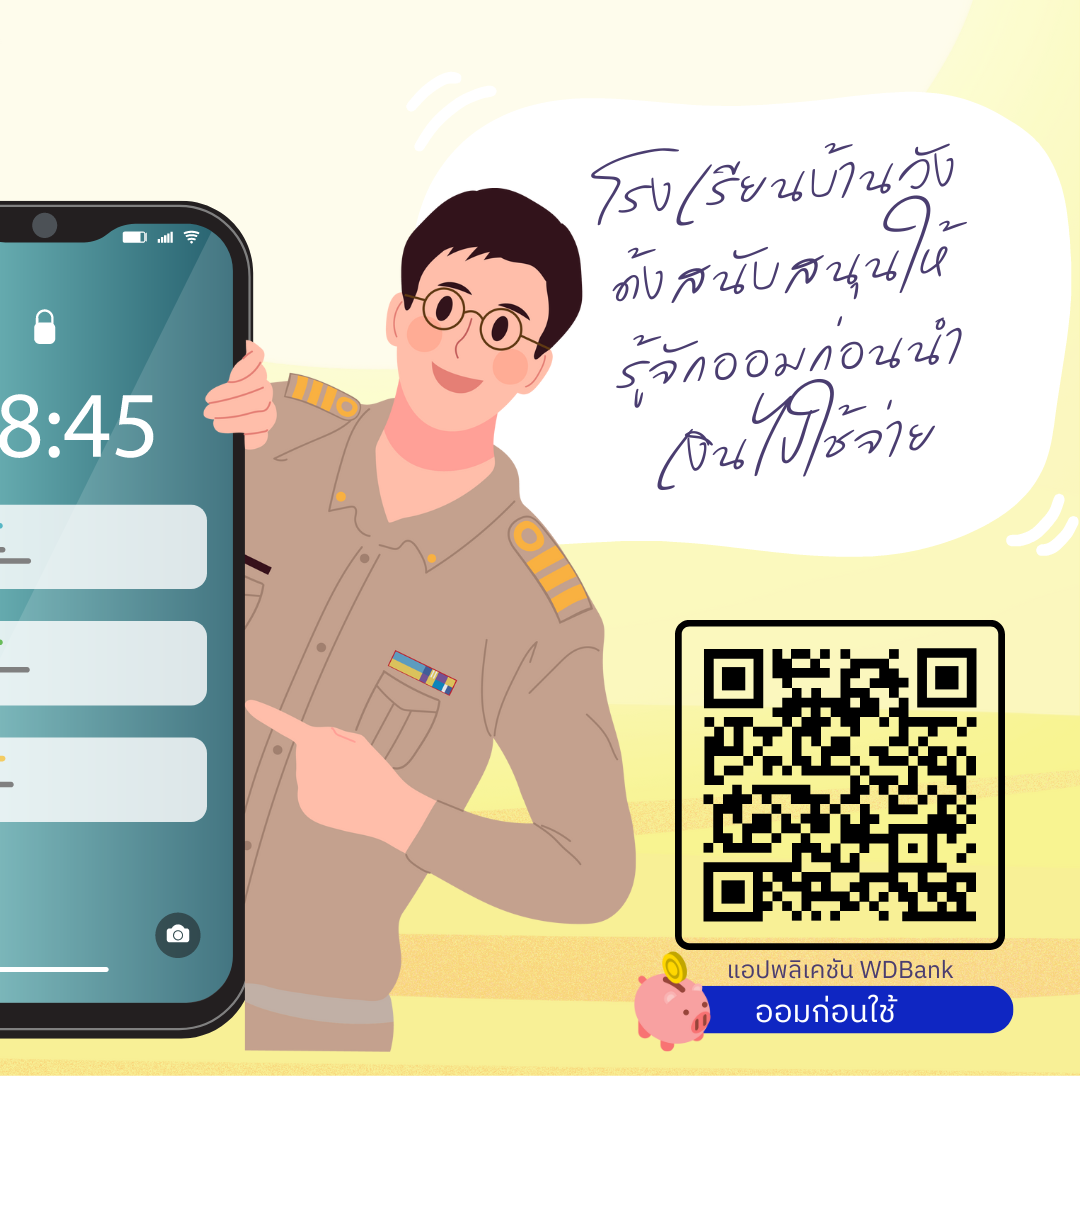 โรงเรียนบ้านวัง
ด้งสนับสนุนให้
รู้จักออมก่อนนำ
เงินไปใช้จ่าย
8:45
แอปพลิเคชัน WDBank
ออมก่อนใช้